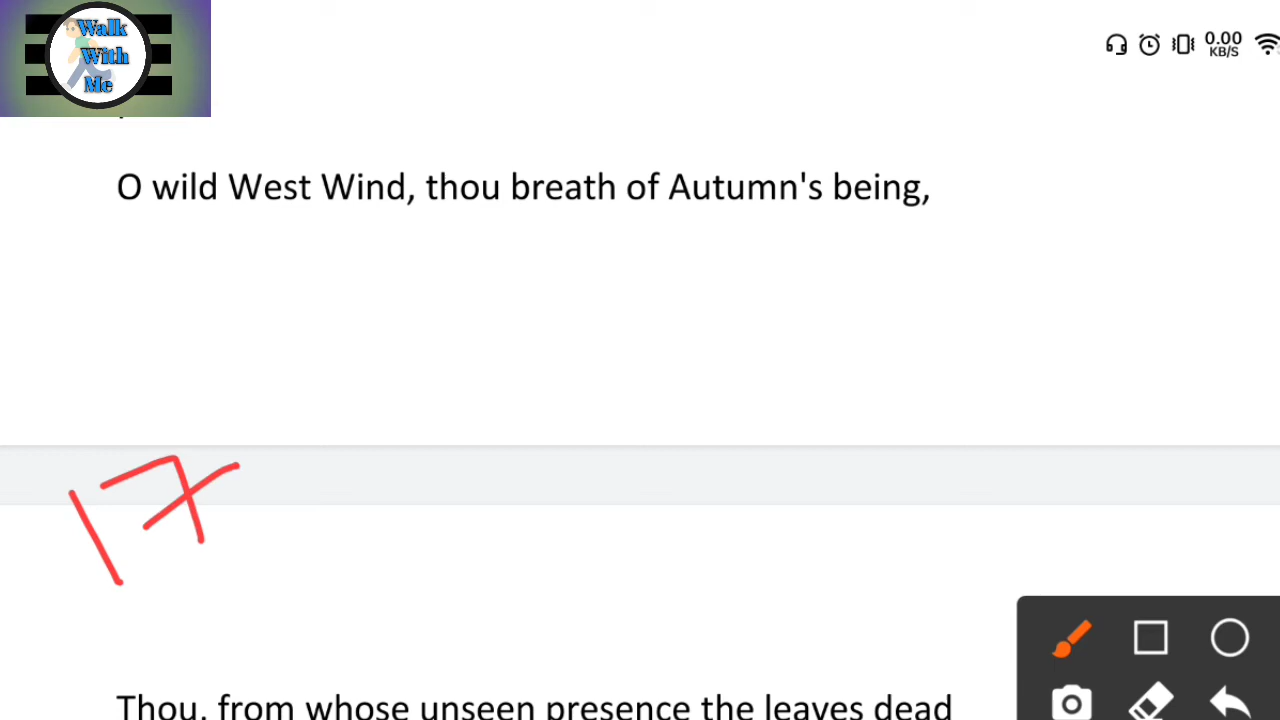 Walk
With
Me
0.00
KB/S
O wild West Wind, thou breath of Autumn's being,
17
Thou, from whose unseen presence the leaves dead